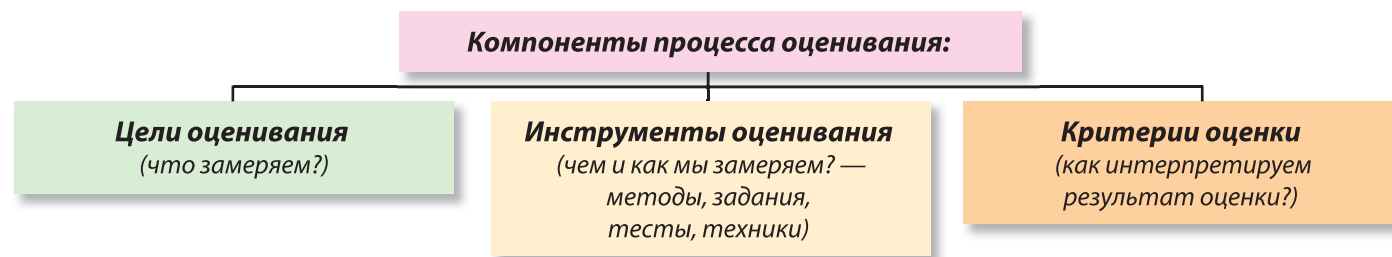 Компоненты процесса оценивания:
Цели оценивания
(что замеряем?)
Инструменты оценивания
(чем и как мы замеряем? —
методы, задания,
тесты, техники)
Критерии оценки
(как интерпретируем
результат оценки?)